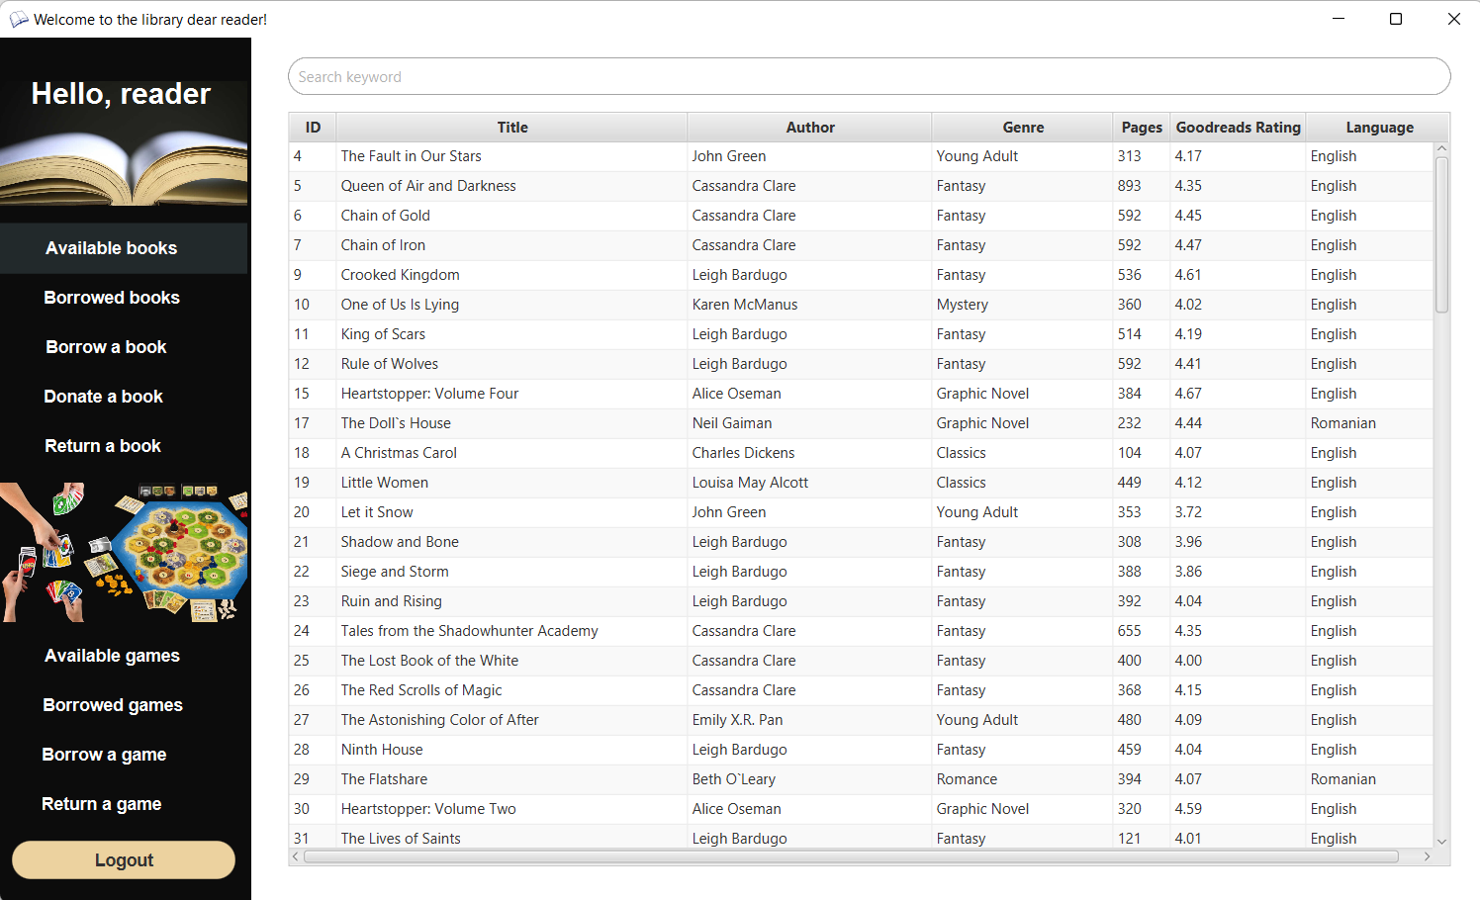 Welcome to the library dear reader!
Hello, reader
Available books
Borrowed books
Borrow a book
Donate a book
Return a book
Available games
Borrowed games
Borrow a game
Return a game
Logout
Search keyword
ID Title Author Genre Pages Goodreads Rating Language
4 The Fault in Our Stars John Green Young Adult 313 4.17 English
5 Queen of Air and Darkness Cassandra Clare Fantasy 893 4.35 English
6 Chain of Gold Cassandra Clare Fantasy 592 4.45 English
7 Chain of Iron Cassandra Clare Fantasy 592 4.47 English
9 Crooked Kingdom Leigh Bardugo Fantasy 536 4.61 English
10 One of Us Is Lying Karen McManus Mystery 360 4.02 English
11 King of Scars Leigh Bardugo Fantasy 514 4.19 English
12 Rule of Wolves Leigh Bardugo Fantasy 592 4.41 English
15 Heartstopper: Volume Four Alice Oseman Graphic Novel 384 4.67 English
17 The Doll`s House Neil Gaiman Graphic Novel 232 4.44 Romanian
18 A Christmas Carol Charles Dickens Classics 104 4.07 English
19 Little Women Louisa May Alcott Classics 449 4.12 English
20 Let it Snow John Green Young Adult 353 3.72 English
21 Shadow and Bone Leigh Bardugo Fantasy 308 3.96 English
22 Siege and Storm Leigh Bardugo Fantasy 388 3.86 English
23 Ruin and Rising Leigh Bardugo Fantasy 392 4.04 English
24 Tales from the Shadowhunter Academy Cassandra Clare Fantasy 655 4.35 English
25 The Lost Book of the White Cassandra Clare Fantasy 400 4.00 English
26 The Red Scrolls of Magic Cassandra Clare Fantasy 368 4.15 English
27 The Astonishing Color of After Emily X.R. Pan Young Adult 480 4.09 English
28 Ninth House Leigh Bardugo Fantasy 459 4.04 English
29 The Flatshare Beth O`Leary Romance 394 4.07 Romanian
30 Heartstopper: Volume Two Alice Oseman Graphic Novel 320 4.59 English
31 The Lives of Saints Leigh Bardugo Fantasy 121 4.01 English